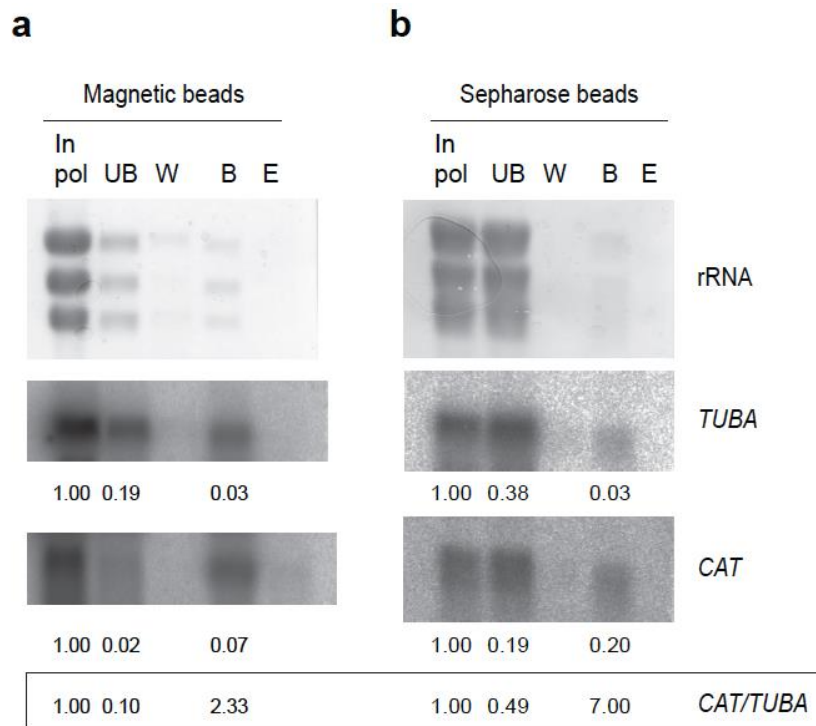 a
b
Magnetic beads
Sepharose beads
In pol UB W B E
In pol UB W B E
rRNA
TUBA
1.00 0.19 0.03
1.00 0.38 0.03
CAT
1.00 0.02 0.07
1.00 0.19 0.20
1.00 0.10 2.33
1.00 0.49 7.00
CAT/TUBA